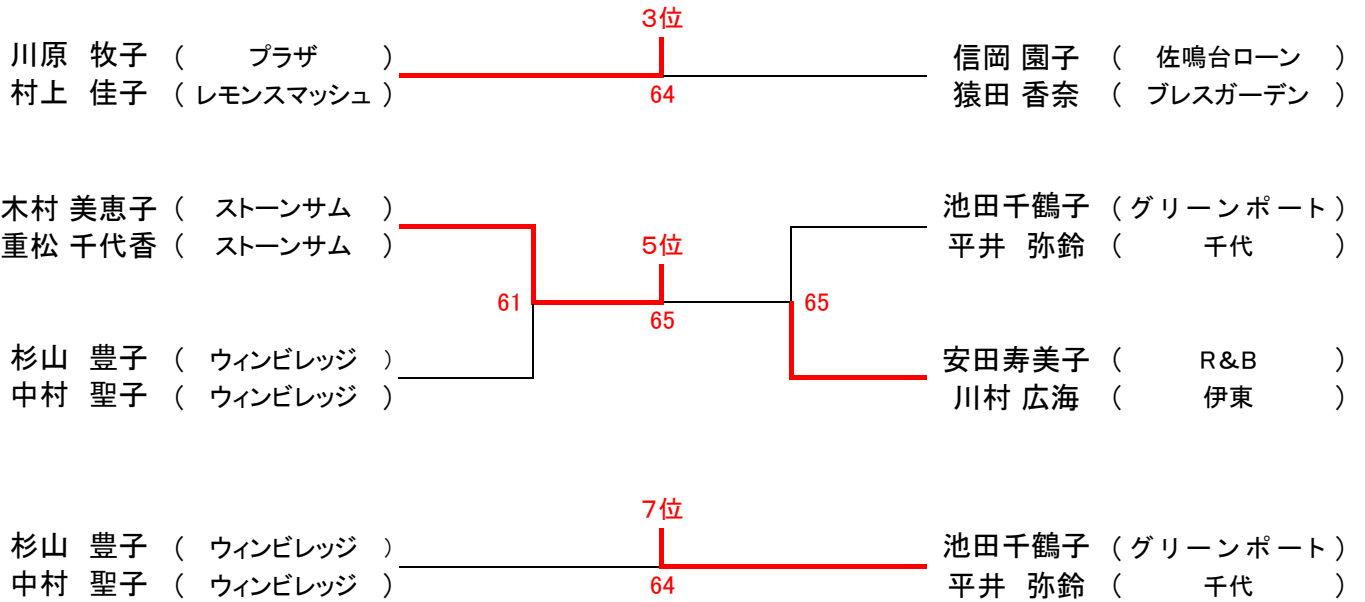 3位
川原 牧子 ( プラザ ) 信岡 園子 ( 佐鳴台ローン )
村上 佳子 ( レモンスマッシュ ) 64 猿田 香奈 ( ブレスガーデン )
木村 美恵子 ( ストーンサム ) 池田千鶴子 ( グリーンポート )
重松 千代香 ( ストーンサム ) 5位 平井 弥鈴 ( 千代 )
61 65 65
杉山 豊子 ( ウィンビレッジ ) 安田寿美子 ( R&B )
中村 聖子 ( ウィンビレッジ ) 川村 広海 ( 伊東 )
7位
杉山 豊子 ( ウィンビレッジ ) 池田千鶴子 ( グリーンポート )
中村 聖子 ( ウィンビレッジ ) 64 平井 弥鈴 ( 千代 )